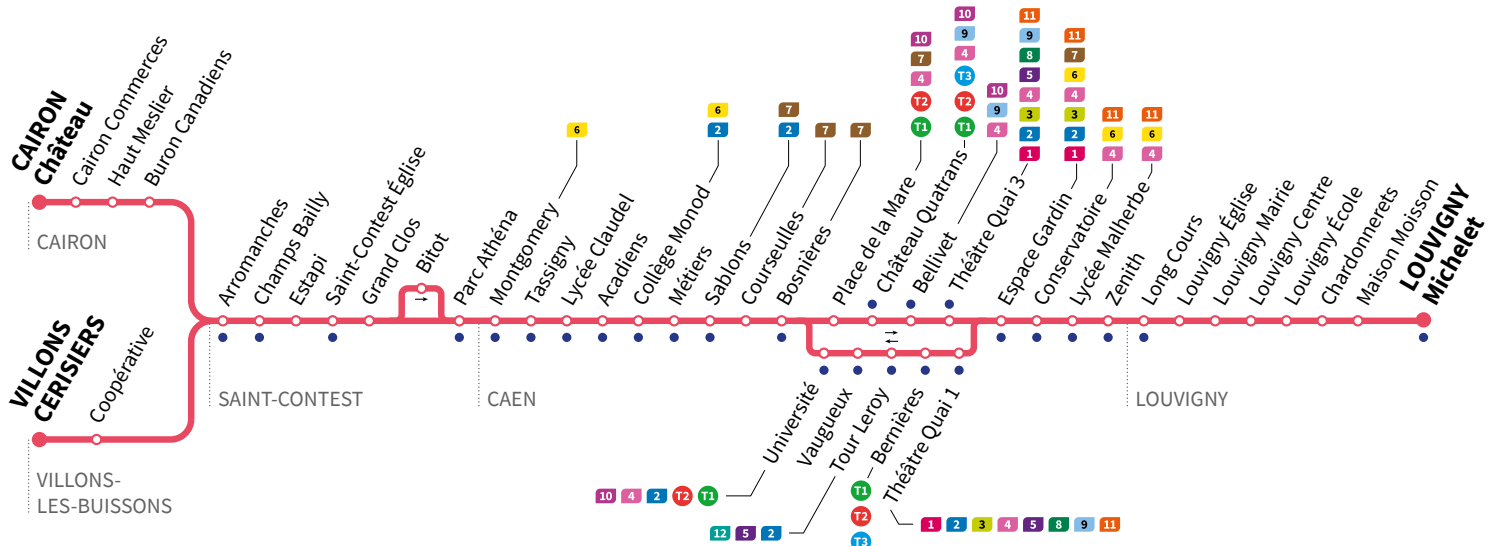 CAIRON
Château
Cairon Commerces
Haut Meslier
Buron Canadiens
CAIRON
VILLONS
CERISIERS
Coopérative
VILLONS-
LES-BUISSONS
Arromanches
Champs Bailly
Estapi
Saint-Contest Église
Grand Clos
Bitot
Parc Athéna
SAINT-CONTEST
Montgomery
6
Tassigny
Lycée Claudel
Acadiens
Collège Monod
6
2
Métiers
Sablons
7
2
Courseulles
7
Bosnières
7
CAEN
Place de la Mare
10
7
4
T2
T1
Château Quatrans
10
9
4
T3
T2
T1
Bellivet
10
9
4
Théâtre Quai 3
11
9
8
5
4
3
2
1
Université
10 4 2 T2 T1
Vaugueux
Tour Leroy
12 5 2
Bernières
T1
T2
T3
Théâtre Quai 1
1 2 3 4 5 8 9 11
Espace Gardin
11
7
6
4
3
2
1
Conservatoire
11
6
4
Lycée Malherbe
11
6
4
Zenith
Long Cours
Louvigny Église
Louvigny Mairie
Louvigny Centre
Louvigny École
Chardonnerets
Maison Moisson
LOUVIGNY
Michelet
LOUVIGNY